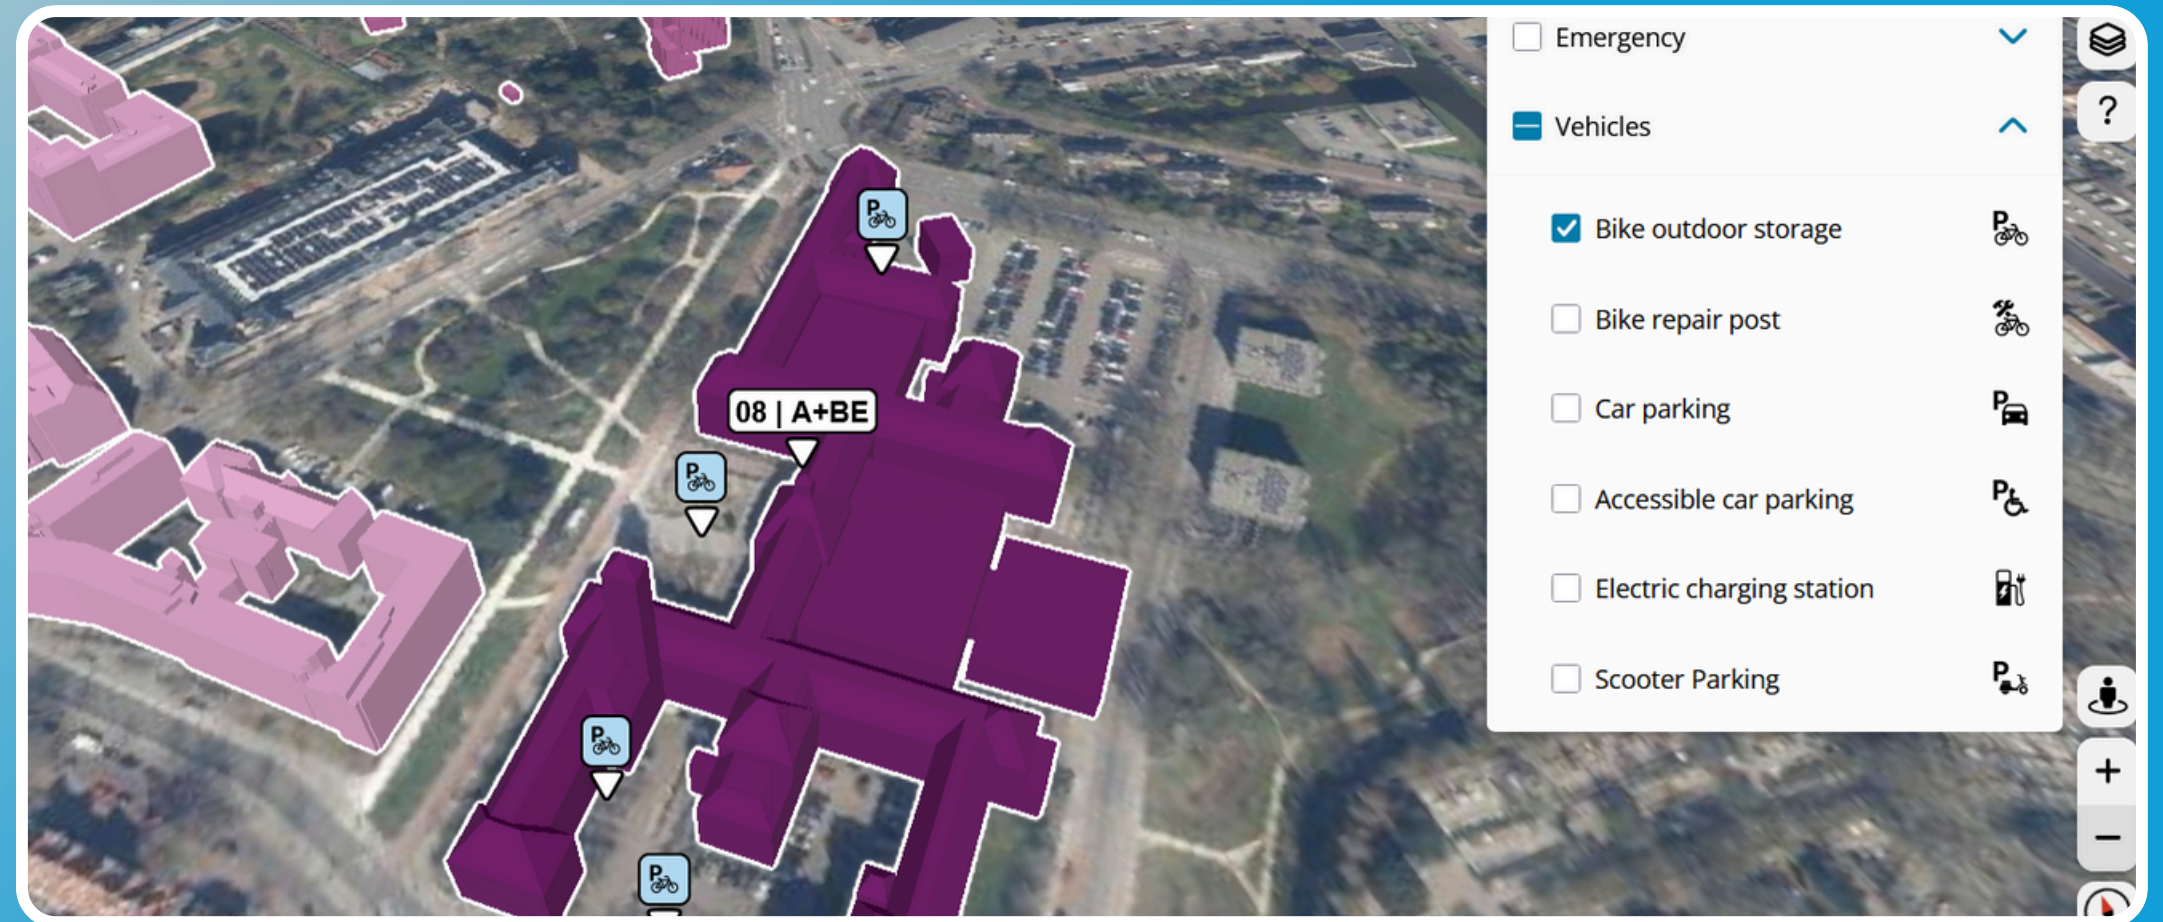 Emergency
Vehicles
P
Bike outdoor storage
P
Bike repair post
08 | A+BE
Car parking
P
P
Accessible car parking
P
Electric charging station
Scooter Parking
P
P
P
?
+
−